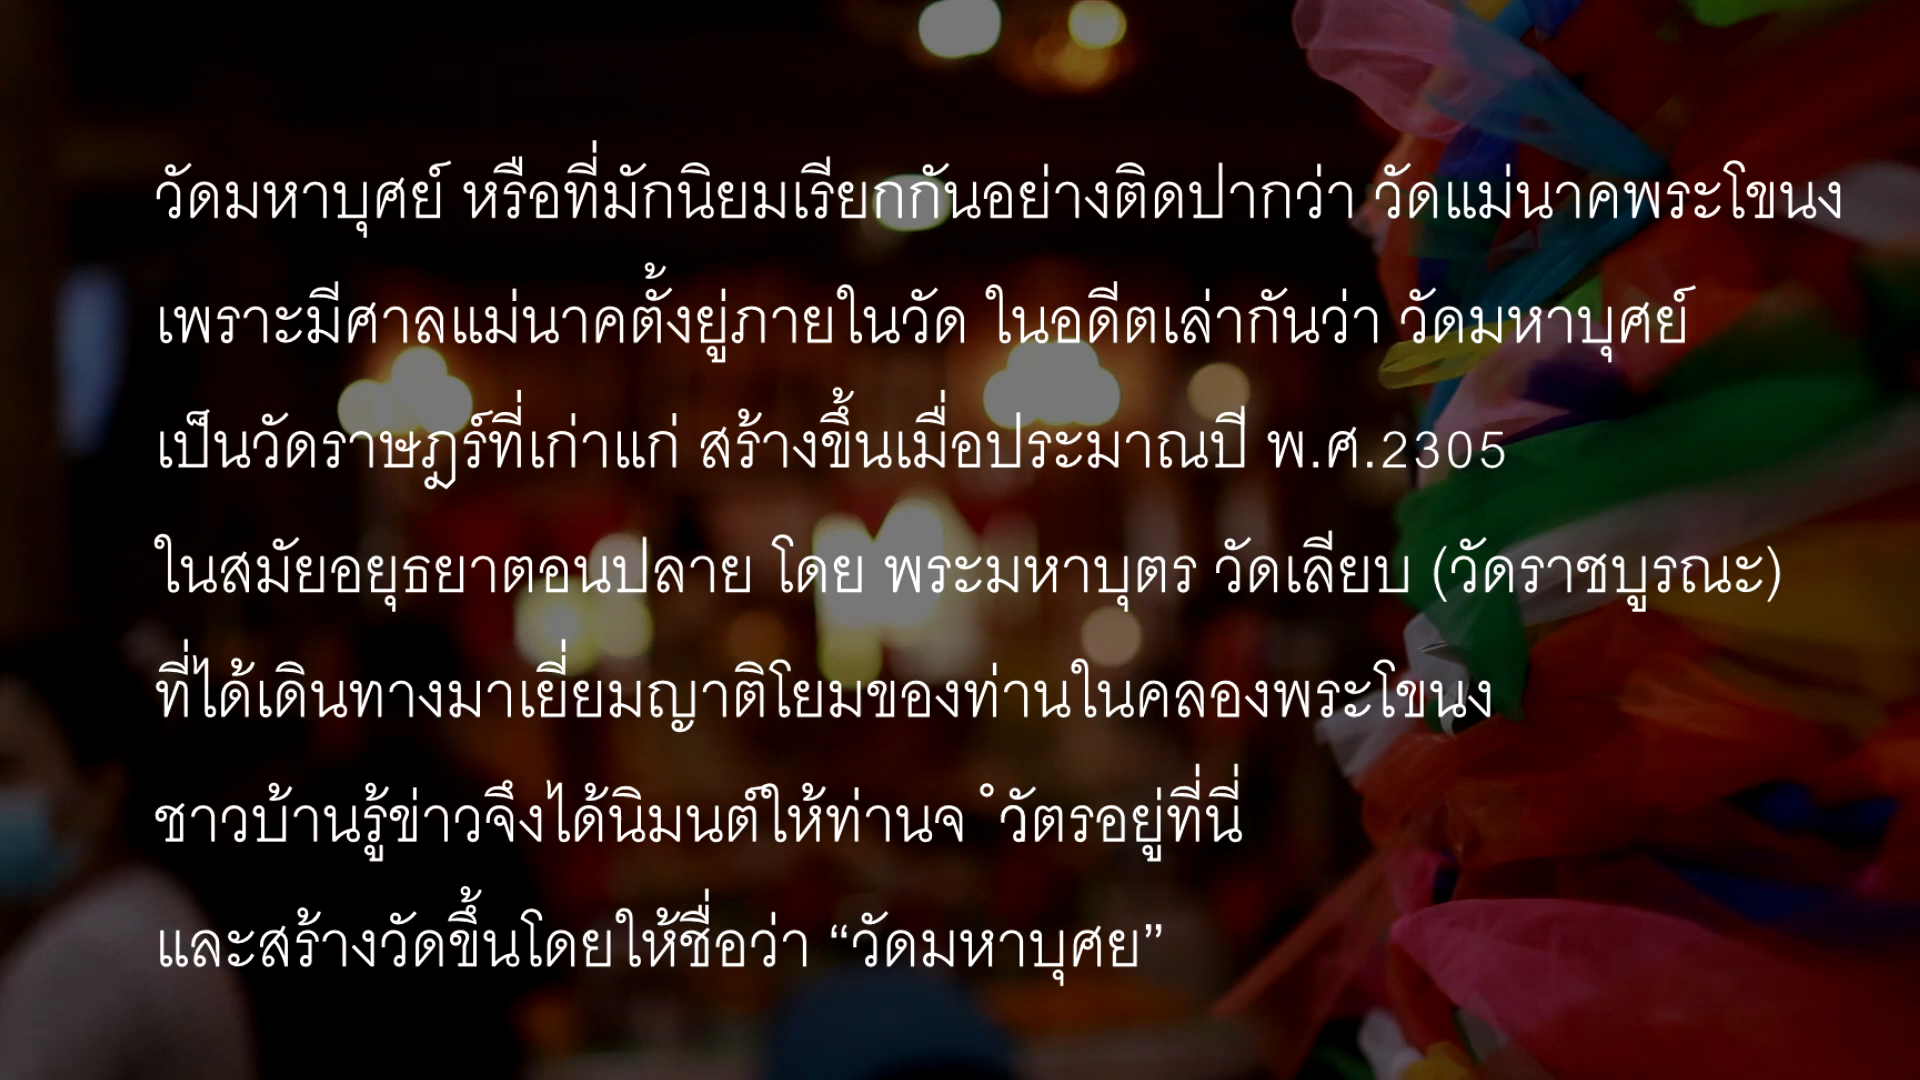 วัดมหาบุศย์ หรือที่มักนิยมเรียกกันอย่างติดปากว่า วัดแม่นาคพระโขนง
เพราะมีศาลแม่นาคตั้งยู่ภายในวัด ในอดีตเล่ากันว่า วัดมหาบุศย์
เป็นวัดราษฎร์ที่เก่าแก่ สร้างขึ้นเมื่อประมาณปี พ.ศ.2305
ในสมัยอยุธยาตอนปลาย โดย พระมหาบุตร วัดเลียบ (วัดราชบูรณะ)
ที่ได้เดินทางมาเยี่ยมญาติโยมของท่านในคลองพระโขนง
ชาวบ้านรู้ข่าวจึงได้นิมนต์ให้ท่านจ ํวัตรอยู่ที่นี่
และสร้างวัดขึ้นโดยให้ชื่อว่า “วัดมหาบุศย”